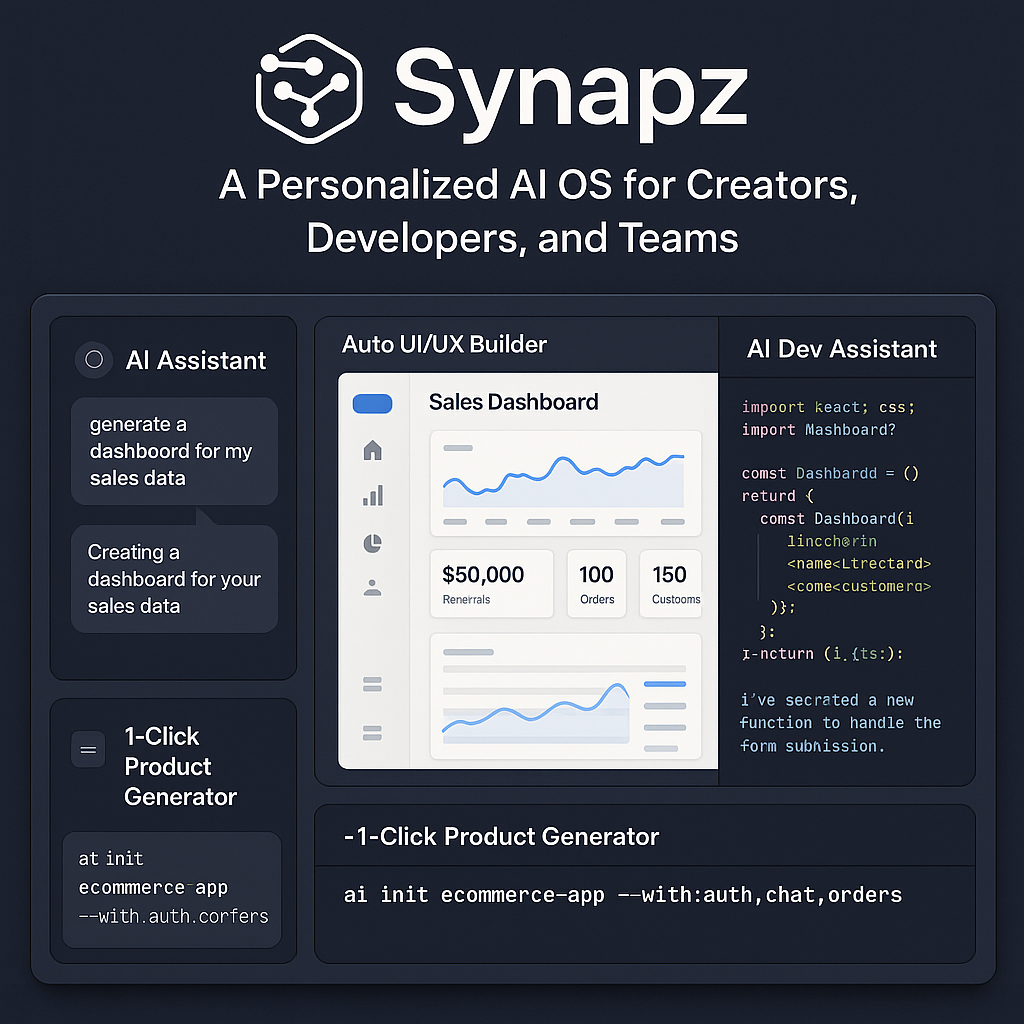 Synapz
A Personalized AI OS for Creators,
Developers, and Teams
AI Assistant
generate a
dashboord for my
sales data
Creating a
dashboard for your
sales data
1-Click
Product
Generator
at init
ecommerce-app
--with.auth.corfers
Auto UI/UX Builder
Sales Dashboard
$50,000
Renerrals
100
Orders
150
Custooms
AI Dev Assistant
impoort keact; css;
import Mashboard?
comst Dashbardd = ()
returd {
comst Dashboard(i
lincch@rin
<name<Ltrectard>
<come<customera>
)};
}:
I-ncturn (i.{ts:):
i've secrated a new
function to handle the
form submission.
-1-Click Product Generator
ai init ecommerce-app --with:auth,chat,orders